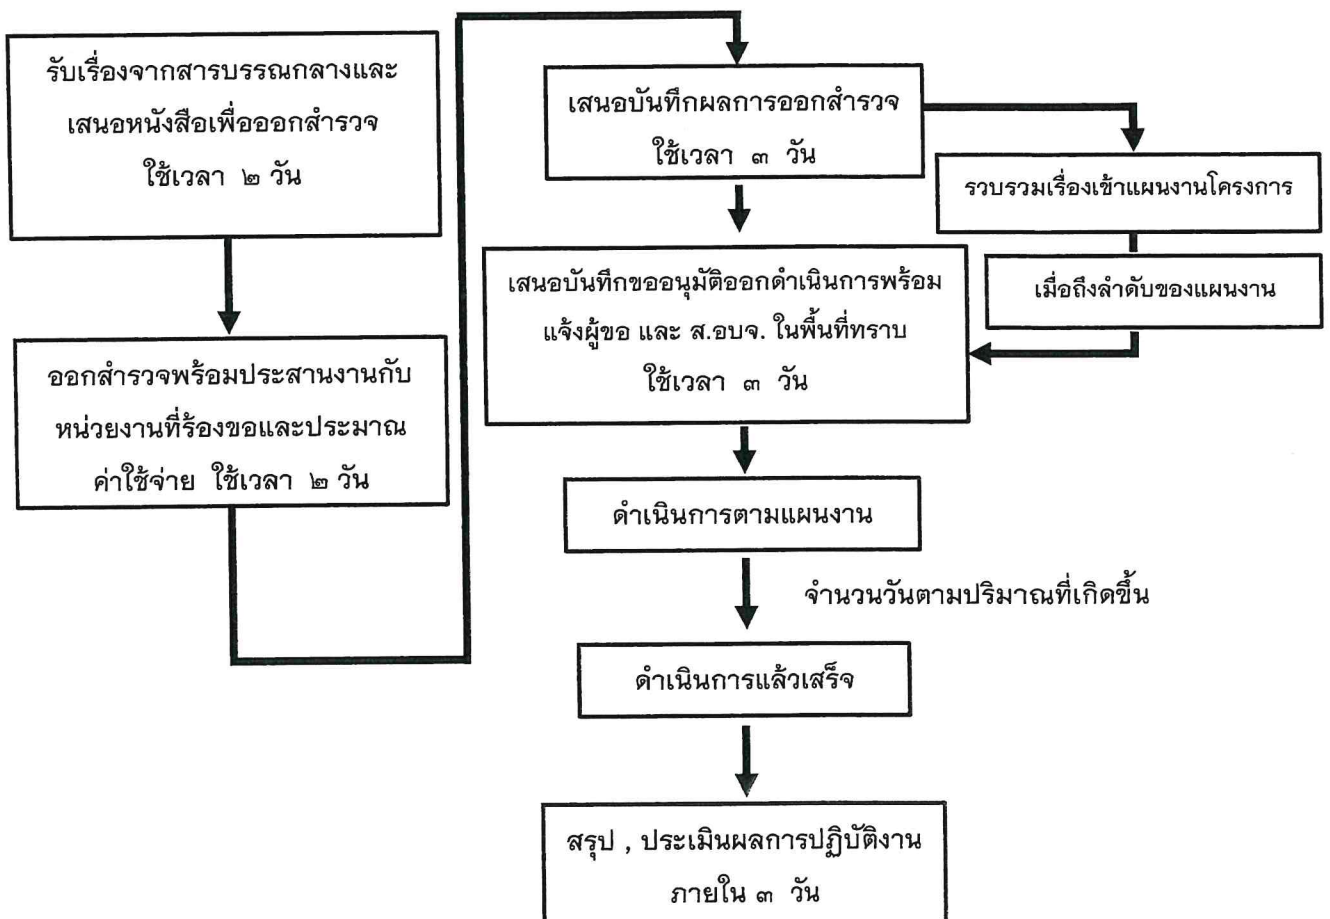 รับเรื่องจากสารบรรณกลางและ
เสนอหนังสือเพื่อออกสำรวจ
ใช้เวลา ๒ วัน
ออกสำรวจพร้อมประสานงานกับ
หน่วยงานที่ร้องขอและประมาณ
ค่าใช้จ่าย ใช้เวลา ๒ วัน
เสนอบันทึกผลการออกสำรวจ
ใช้เวลา ๓ วัน
รวบรวมเรื่องเข้าแผนงานโครงการ
เมื่อถึงลำดับของแผนงาน
เสนอบันทึกขออนุมัติออกดำเนินการพร้อม
แจ้งผู้ขอ และ ส.อบจ. ในพื้นที่ทราบ
ใช้เวลา ๓ วัน
ดำเนินการตามแผนงาน
จำนวนวันตามปริมาณที่เกิดขึ้น
ดำเนินการแล้วเสร็จ
สรุป , ประเมินผลการปฏิบัติงาน
ภายใน ๓ วัน